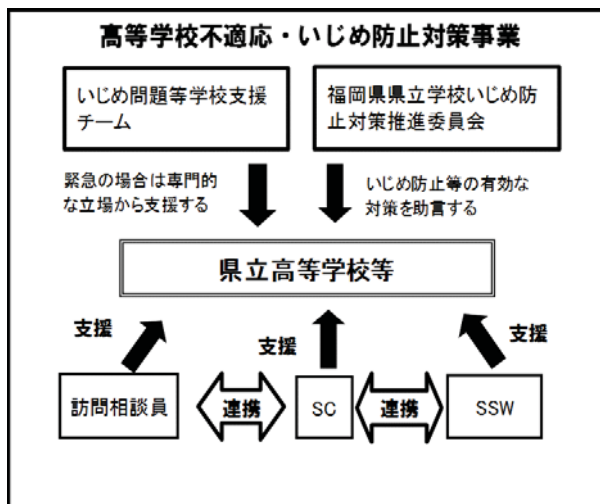 高等学校不適応・いじめ防止対策事業
いじめ問題等学校支援
チーム
福岡県県立学校いじめ防
止対策推進委員会
緊急の場合は専門的
な立場から支援する
いじめ防止等の有効な
対策を助言する
県立高等学校等
支援
支援
支援
訪問相談員
連携
SC
連携
SSW